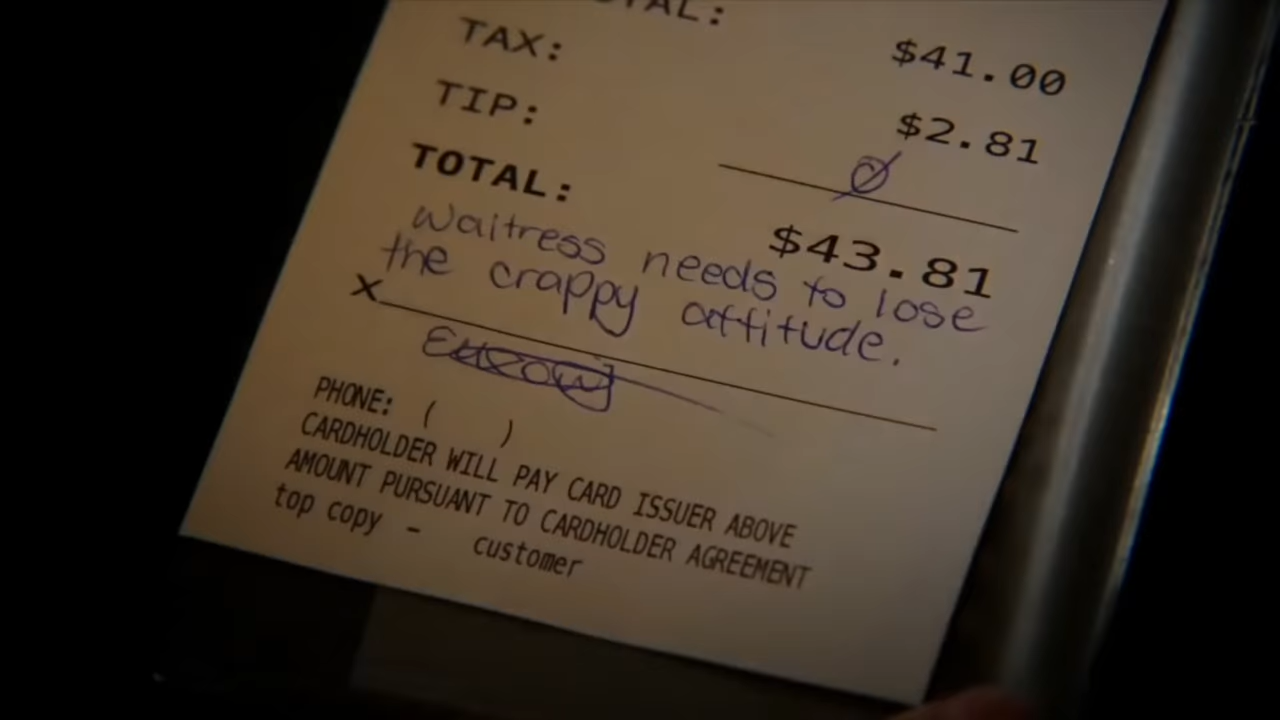 TAX: $41.00
TIP: $2.81
Ø
TOTAL: $43.81
Waitress needs to lose
the crappy attitude.
X
PHONE: ( )
CARDHOLDER WILL PAY CARD ISSUER ABOVE
AMOUNT PURSUANT TO CARDHOLDER AGREEMENT
top copy - customer